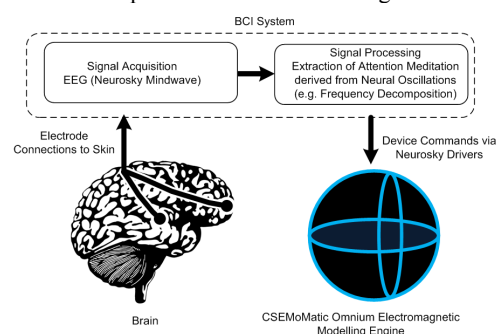 BCI System
Signal Acquisition
EEG (Neurosky Mindwave)
Signal Processing
Extraction of Attention Meditation
derived from Neural Oscillations
(e.g. Frequency Decomposition)
Electrode
Connections to Skin
Device Commands via
Neurosky Drivers
Brain
CSEMoMatic Omnium Electromagnetic
Modelling Engine